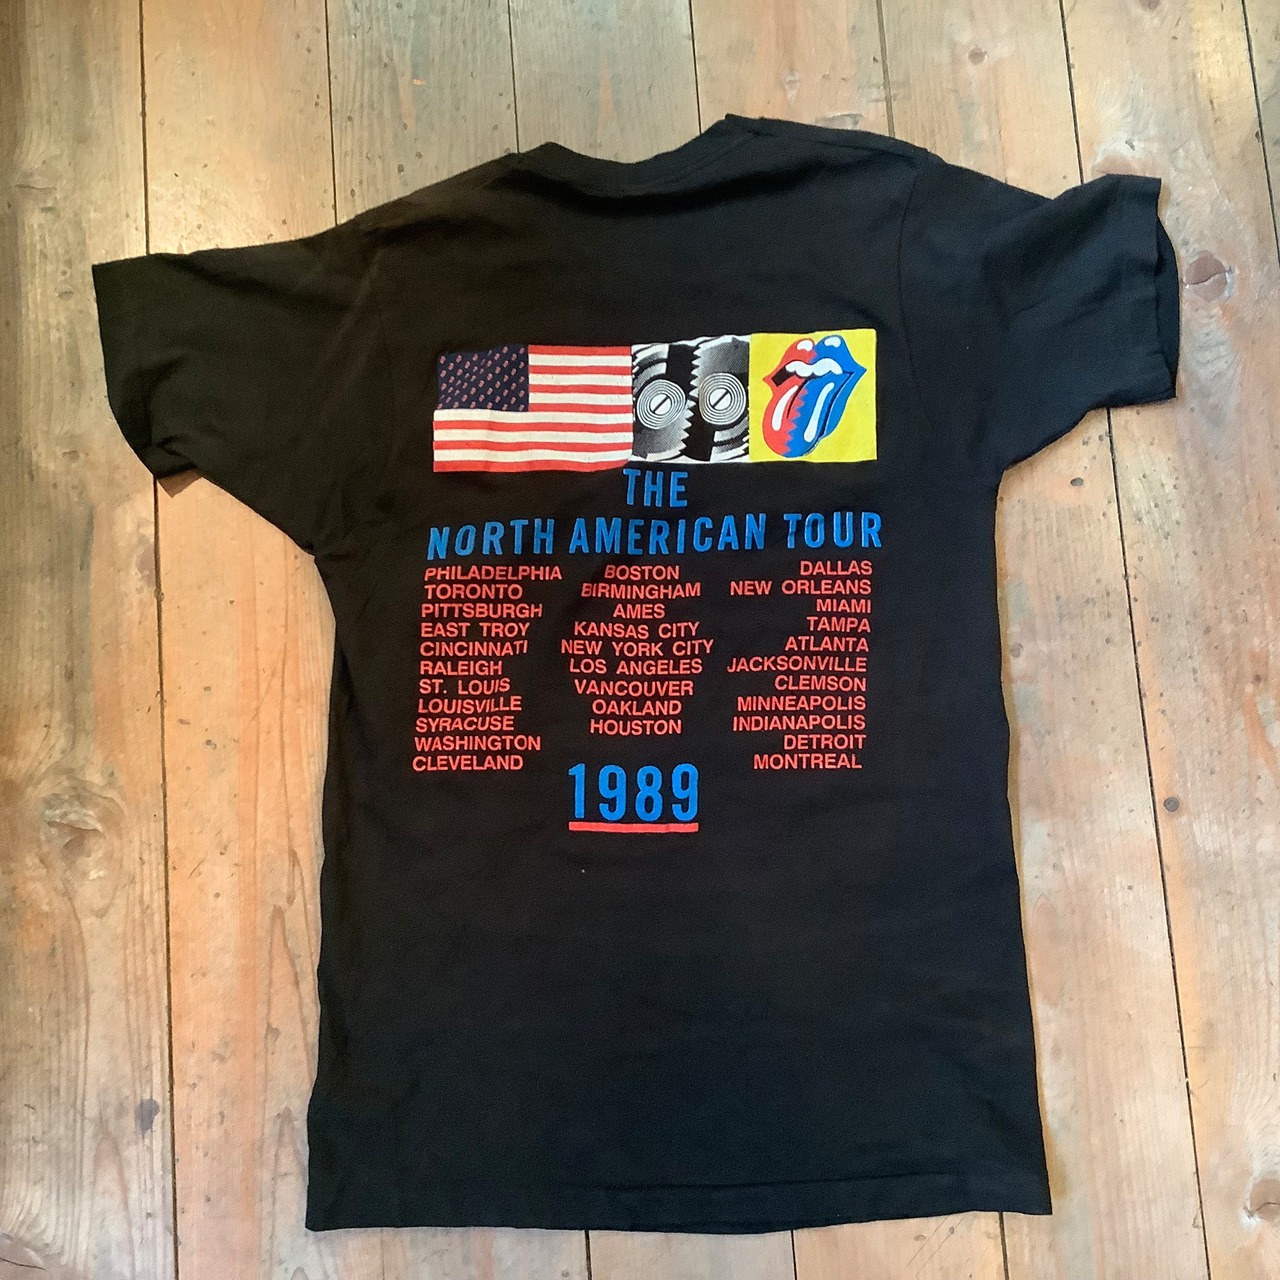 THE
NORTH AMERICAN TOUR
PHILADELPHIA
TORONTO
PITTSBURGH
EAST TROY
CINCINNATI
RALEIGH
ST. LOUIS
LOUISVILLE
SYRACUSE
WASHINGTON
CLEVELAND
BOSTON
BIRMINGHAM
AMES
KANSAS CITY
NEW YORK CITY
LOS ANGELES
VANCOUVER
OAKLAND
HOUSTON
DALLAS
NEW ORLEANS
MIAMI
TAMPA
ATLANTA
JACKSONVILLE
CLEMSON
MINNEAPOLIS
INDIANAPOLIS
DETROIT
MONTREAL
1989